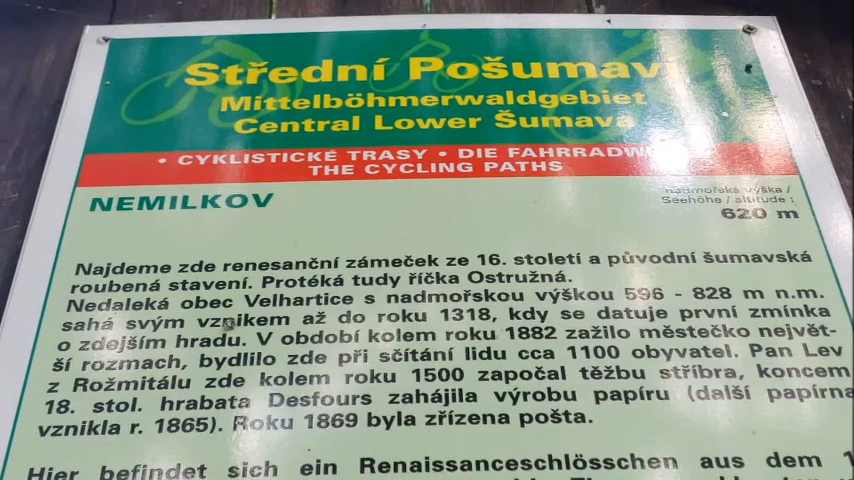 Střední Pošumaví
Mittelböhmerwaldgebiet
Central Lower Šumava
• CYKLISTICKÉ TRASY • DIE
THE CYCLING PATHS
NEMILKOV
nadmořská výška /
Seehöhe / altitude :
620 m
Najdeme zde renesanční zámeček ze 16. století a původní šumavská
roubená stavení. Protéká tudy říčka Ostružná.
Nedaleká obec Velhartice s nadmořskou výškou 596 - 828 m n.m.
sahá svým vznikem až do roku 1318, kdy se datuje první zmínka
o zdejším hradu. V období kolem roku 1882 zažilo městečko největ-
ší rozmach, bydlilo zde při sčítání lidu cca 1100 obyvatel. Pan Lev
z Rožmitálu zde kolem roku 1500 započal těžbu stříbra, koncem
18. stol. hrabata Desfours zahájila výrobu papíru (další papírna
vznikla r. 1865). Roku 1869 byla zřízena pošta.
Hier befindet sich ein Renaissanceschlösschen aus dem